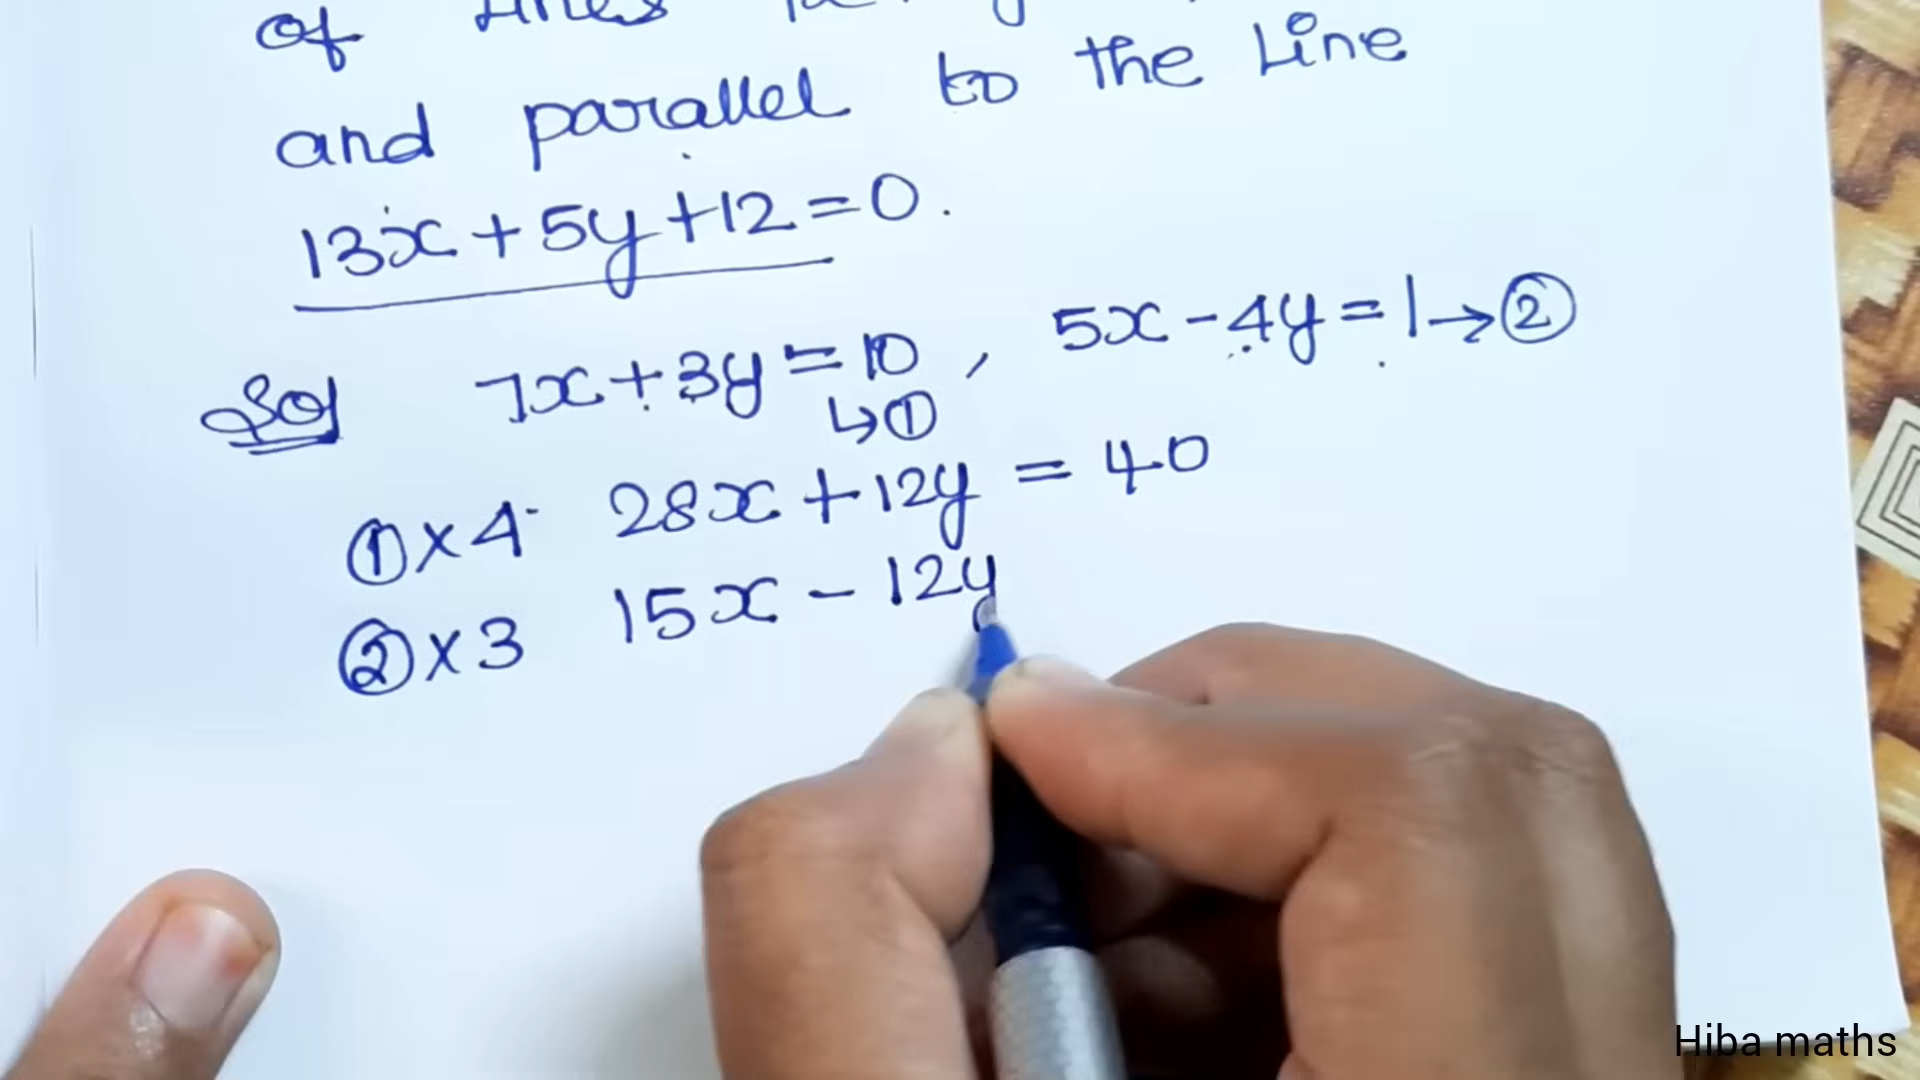 of Lines
and parallel to the Line
13x + 5y + 12 = 0.
Sol 7x + 3y = 10 , 5x - 4y = 1 → ②
↳ ①
① × 4 28x + 12y = 40
② × 3 15x - 12y
Hiba maths